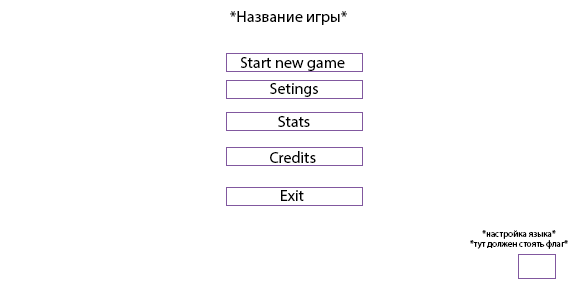 *Название игры*
Start new game
Setings
Stats
Credits
Exit
*настройка языка*
*тут должен стоять флаг*